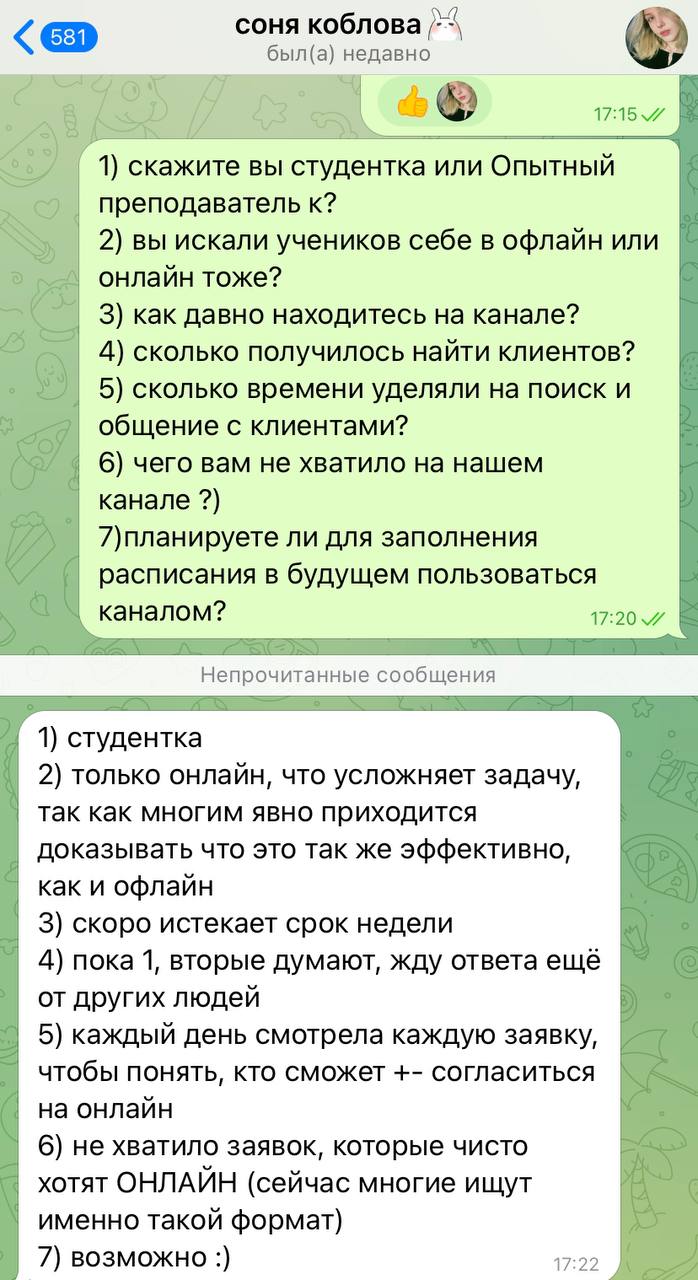 581
соня коблова
был(а) недавно
17:15
1) скажите вы студентка или Опытный
преподаватель к?
2) вы искали учеников себе в офлайн или
онлайн тоже?
3) как давно находитесь на канале?
4) сколько получилось найти клиентов?
5) сколько времени уделяли на поиск и
общение с клиентами?
6) чего вам не хватило на нашем
канале ?)
7)планируете ли для заполнения
расписания в будущем пользоваться
каналом?
17:20
Непрочитанные сообщения
1) студентка
2) только онлайн, что усложняет задачу,
так как многим явно приходится
доказывать что это так же эффективно,
как и офлайн
3) скоро истекает срок недели
4) пока 1, вторые думают, жду ответа ещё
от других людей
5) каждый день смотрела каждую заявку,
чтобы понять, кто сможет +- согласиться
на онлайн
6) не хватило заявок, которые чисто
хотят ОНЛАЙН (сейчас многие ищут
именно такой формат)
7) возможно :)
17:22